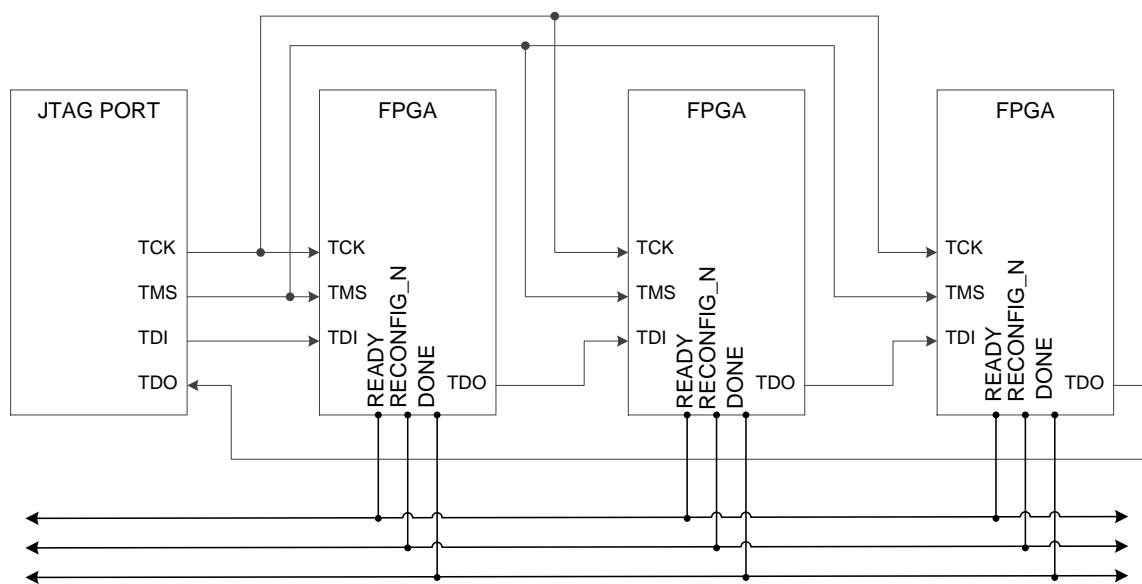 JTAG PORT
TCK
TMS
TDI
TDO
FPGA
TCK
TMS
TDI
READY
RECONFIG_N
DONE
TDO
FPGA
TCK
TMS
TDI
READY
RECONFIG_N
DONE
TDO
FPGA
TCK
TMS
TDI
READY
RECONFIG_N
DONE
TDO